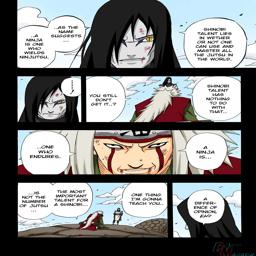 SHINOBI
TALENT LIES
WETHER OR NOT
ONE CAN USE AND
MASTER ALL
THE JUTSU IN
THE WORLD.
...AS THE
NAME
SUGGESTS
...
A NINJA
IS ONE
WHO
WIELDS
NINJUTSU.
SHINOBI
TALENT
HAS
NOTHING
TO DO
WITH
THAT..
YOU STILL
DON'T
GET IT..?
A
NINJA
IS...
...ONE
WHO
ENDURES.
A
DIFFER-
ENCE OF
OPINION,
EH?
ONE THING
I'M GONNA
TEACH
YOU...
THE MOST
IMPORTANT
TALENT FOR
A SHINOBI...
...IS
NOT THE
NUMBER
OF JUTSU
...